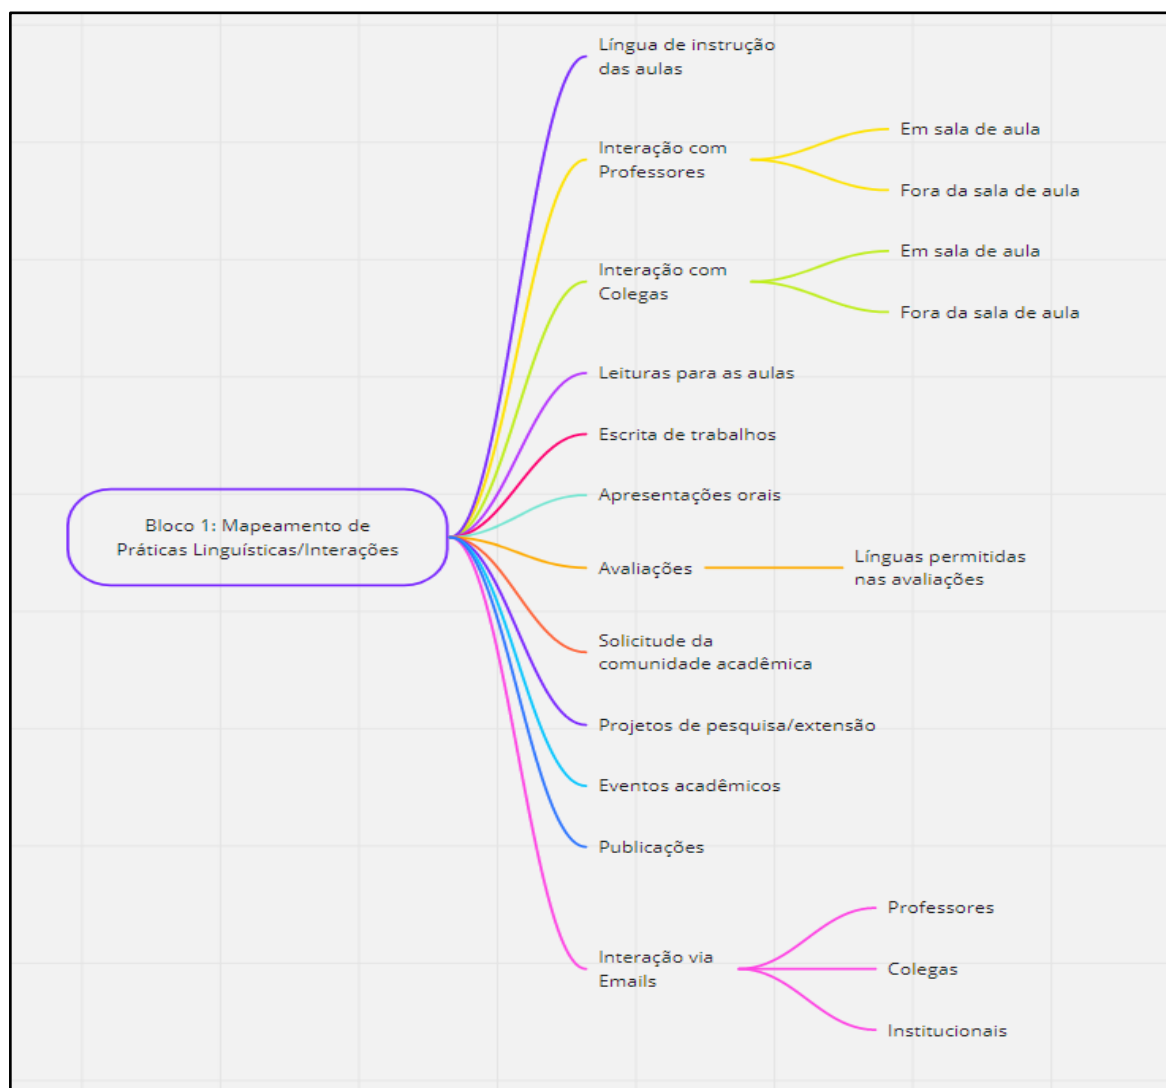 Língua de instrução
das aulas
Interação com
Professores
Em sala de aula
Fora da sala de aula
Interação com
Colegas
Em sala de aula
Fora da sala de aula
Leituras para as aulas
Escrita de trabalhos
Apresentações orais
Bloco 1: Mapeamento de
Práticas Linguísticas/Interações
Avaliações
Línguas permitidas
nas avaliações
Solicitude da
comunidade acadêmica
Projetos de pesquisa/extensão
Eventos acadêmicos
Publicações
Interação via
Emails
Professores
Colegas
Institucionais